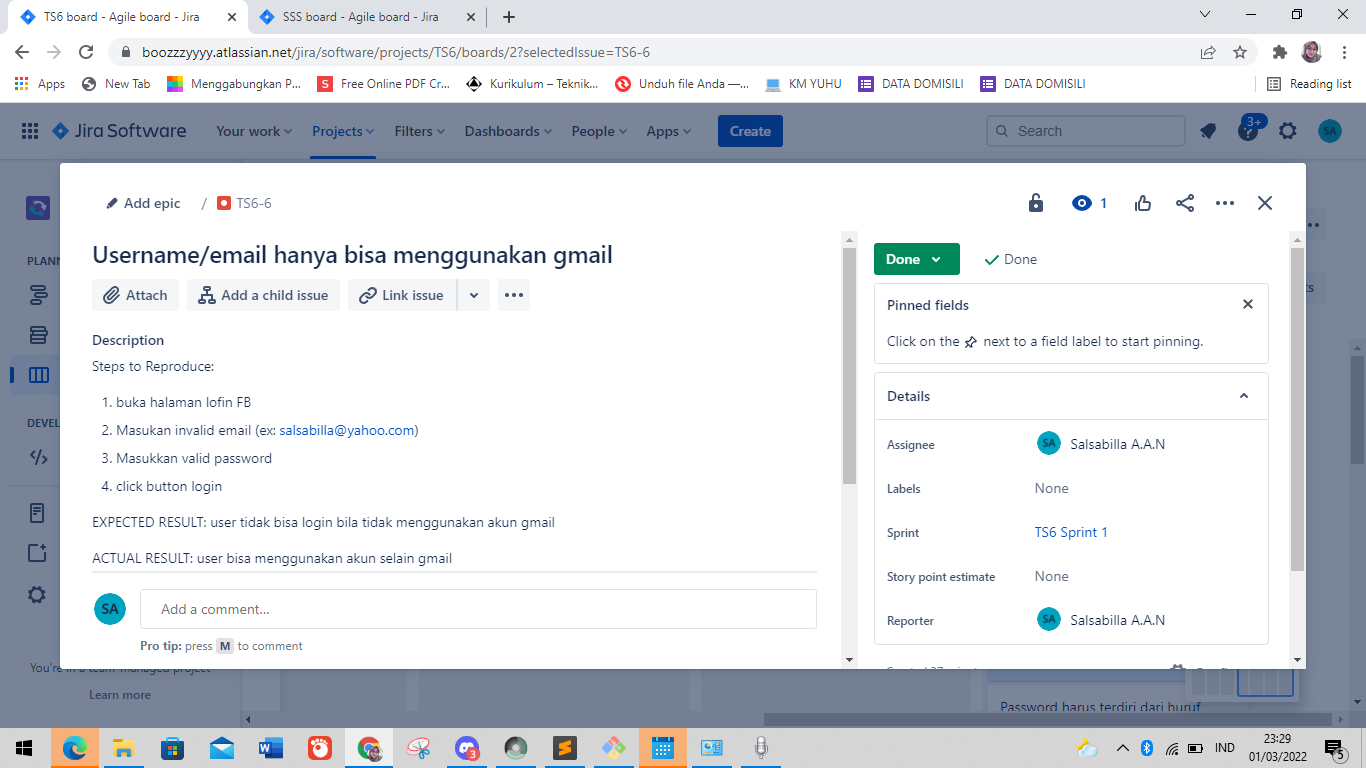 TS6 board - Agile board - Jira
SSS board - Agile board - Jira
boozzzyyyy.atlassian.net/jira/software/projects/TS6/boards/2?selectedIssue=TS6-6
Apps New Tab Menggabungkan P... Free Online PDF Cr... Kurikulum – Teknik... Unduh file Anda —... KM YUHU DATA DOMISILI DATA DOMISILI Reading list
Jira Software Your work Projects Filters Dashboards People Apps Create Search 3+ SA
Add epic / TS6-6 1
Username/email hanya bisa menggunakan gmail
Attach Add a child issue Link issue
Description
Steps to Reproduce:
1. buka halaman lofin FB
2. Masukan invalid email (ex: salsabilla@yahoo.com)
3. Masukkan valid password
4. click button login
EXPECTED RESULT: user tidak bisa login bila tidak menggunakan akun gmail
ACTUAL RESULT: user bisa menggunakan akun selain gmail
SA Add a comment...
Pro tip: press M to comment
Done Done
Pinned fields
Click on the next to a field label to start pinning.
Details
Assignee SA Salsabilla A.A.N
Labels None
Sprint TS6 Sprint 1
Story point estimate None
Reporter SA Salsabilla A.A.N
PLANN
DEVEL
You're in a team-managed project
Learn more
Password harus terdiri dari huruf
3
IND
23:29
01/03/2022
5